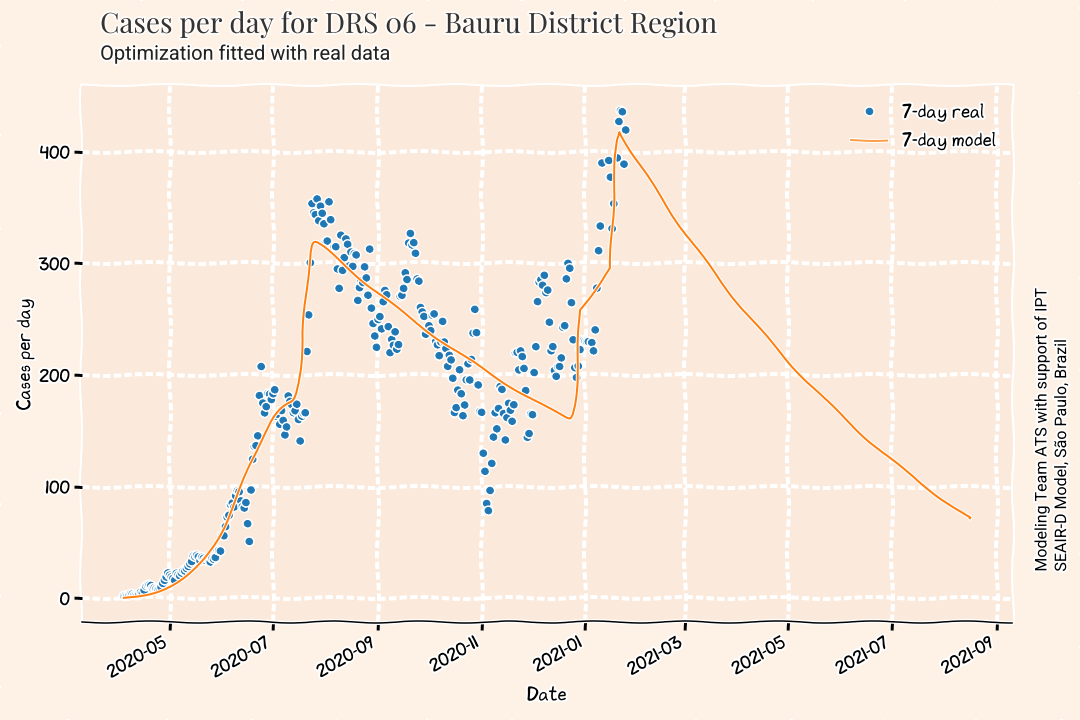 Cases per day for DRS 06 - Bauru District Region
Optimization fitted with real data
7-day real
7-day model
Cases per day
400
300
200
100
0
2020-05
2020-07
2020-09
2020-11
2021-01
2021-03
2021-05
2021-07
2021-09
Date
Modeling Team ATS with support of IPT
SEAIR-D Model, São Paulo, Brazil